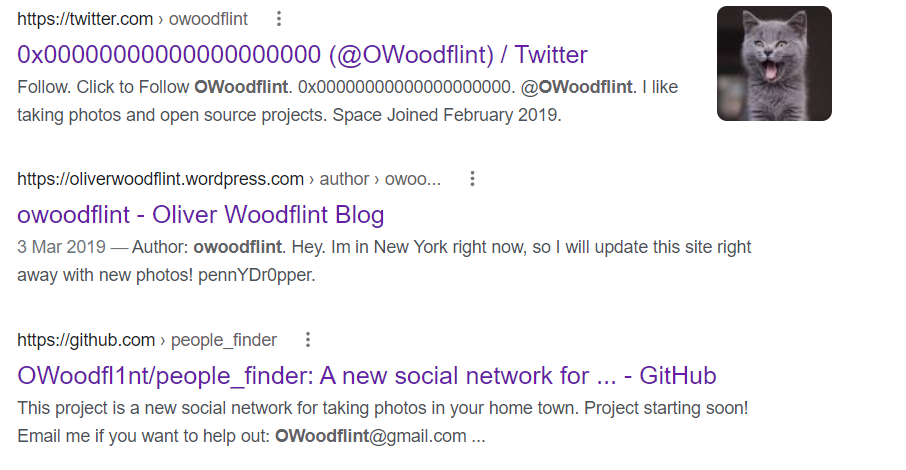 https://twitter.com › owoodflint
0x00000000000000000000 (@OWoodflint) / Twitter
Follow. Click to Follow OWoodflint. 0x00000000000000000000. @OWoodflint. I like
taking photos and open source projects. Space Joined February 2019.
https://oliverwoodflint.wordpress.com › author › owoo...
owoodflint - Oliver Woodflint Blog
3 Mar 2019 — Author: owoodflint. Hey. Im in New York right now, so I will update this site right
away with new photos! pennYDr0pper.
https://github.com › people_finder
OWoodfl1nt/people_finder: A new social network for ... - GitHub
This project is a new social network for taking photos in your home town. Project starting soon!
Email me if you want to help out: OWoodflint@gmail.com ...